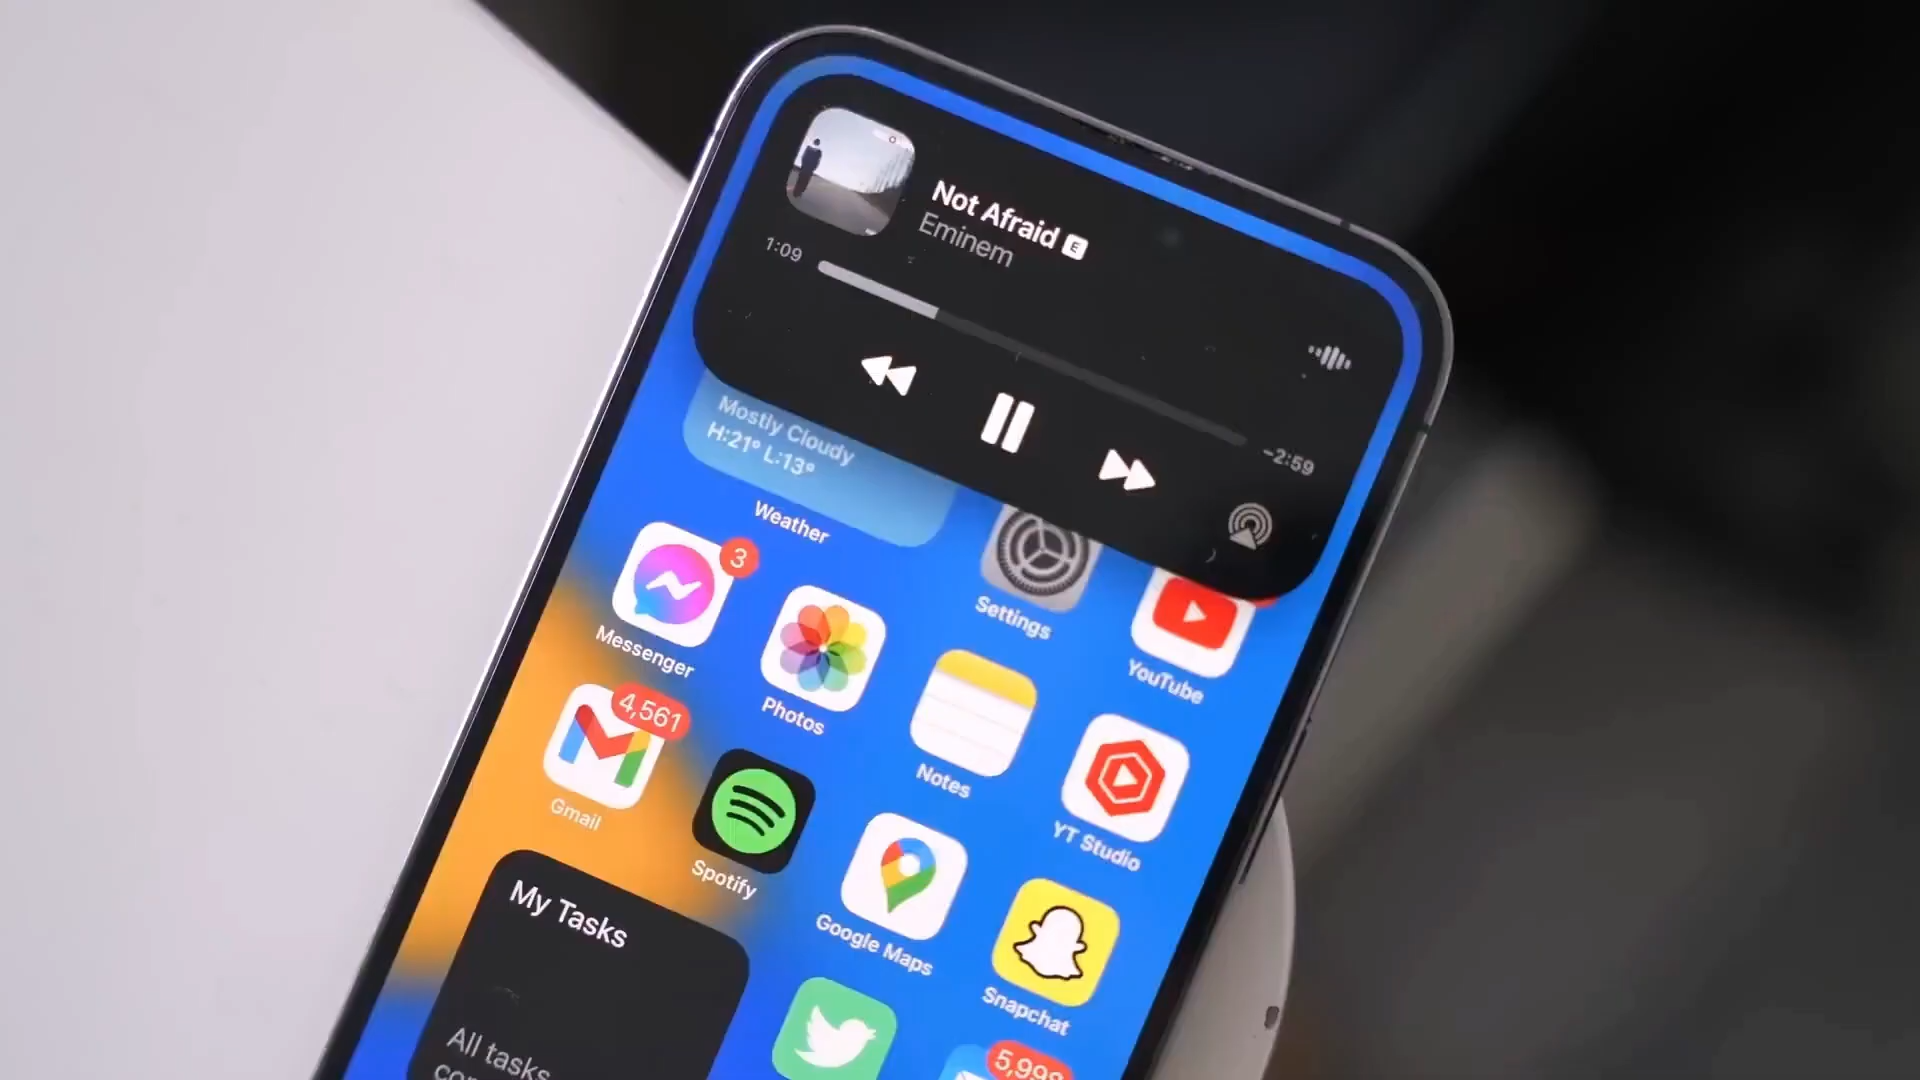 Not Afraid E
Eminem
1:09
-2:59
Mostly Cloudy
H:21° L:13°
Weather
Settings
YouTube
3
Messenger
Photos
Notes
YT Studio
4,561
Gmail
Spotify
Google Maps
Snapchat
My Tasks
All tasks
5,998